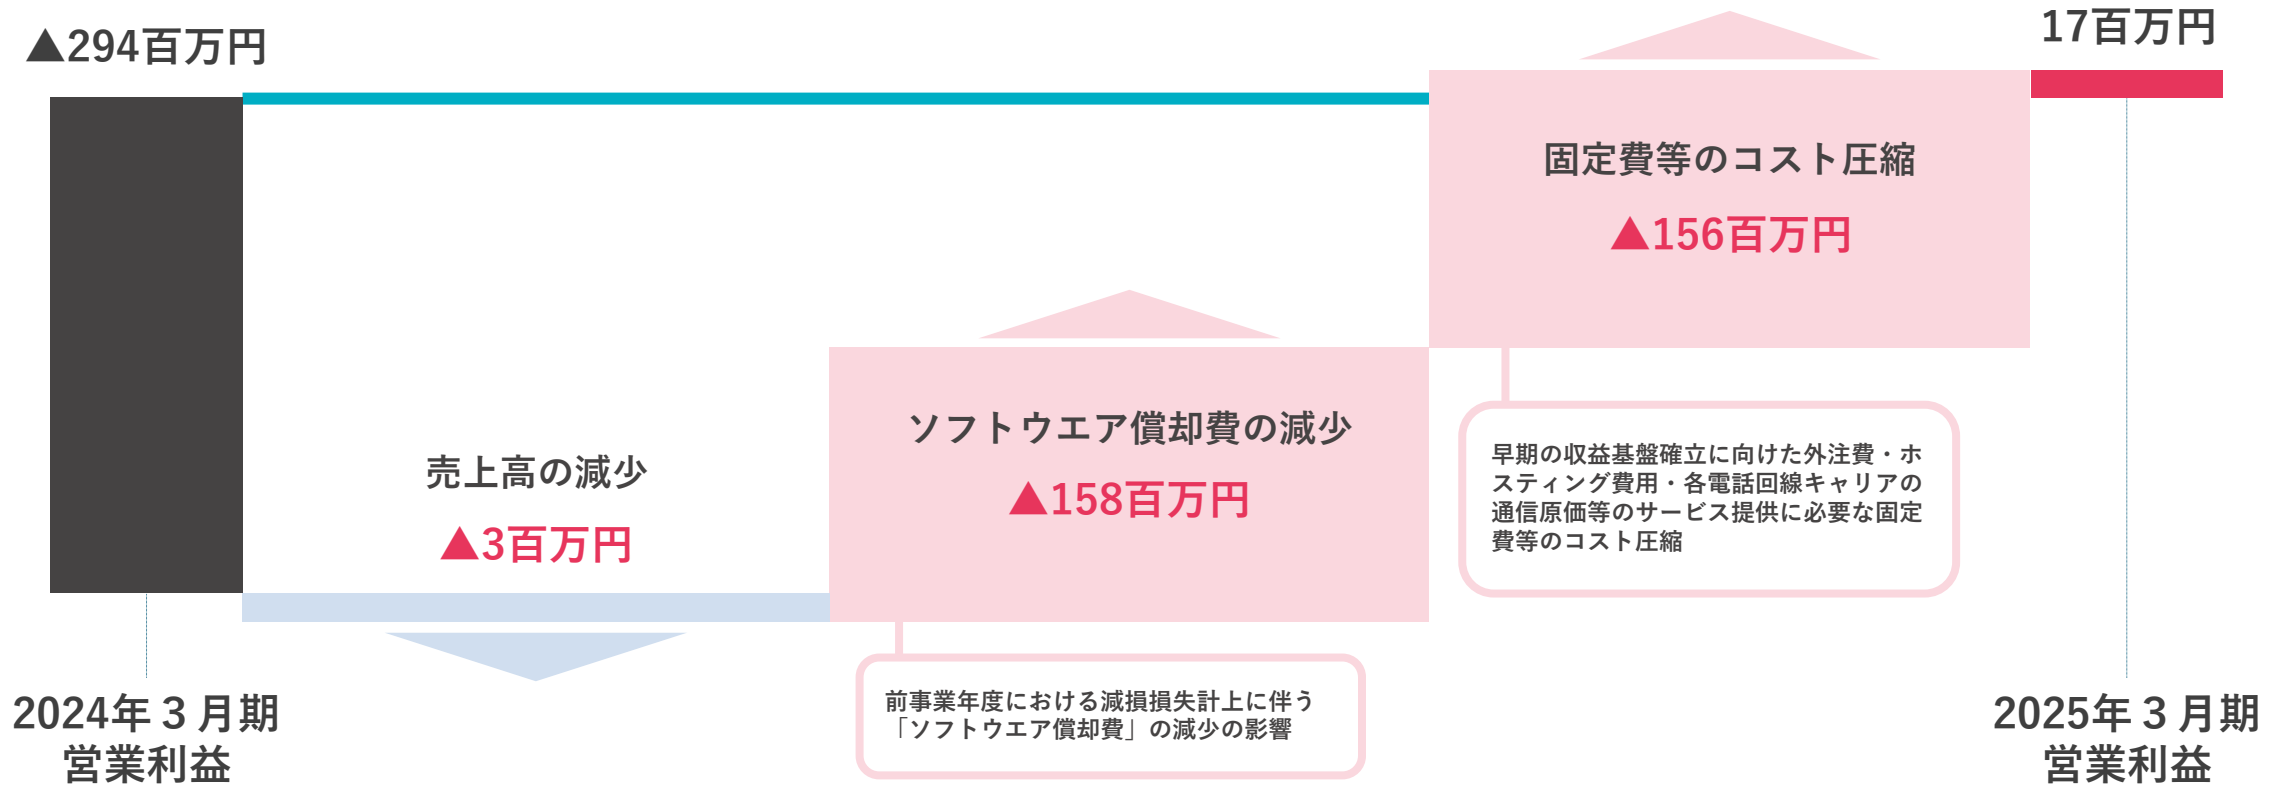 ▲294百万円
17百万円
固定費等のコスト圧縮
▲156百万円
ソフトウエア償却費の減少
▲158百万円
売上高の減少
▲3百万円
早期の収益基盤確立に向けた外注費・ホ
スティング費用・各電話回線キャリアの
通信原価等のサービス提供に必要な固定
費等のコスト圧縮
前事業年度における減損損失計上に伴う
「ソフトウエア償却費」の減少の影響
2024年３月期
営業利益
2025年３月期
営業利益